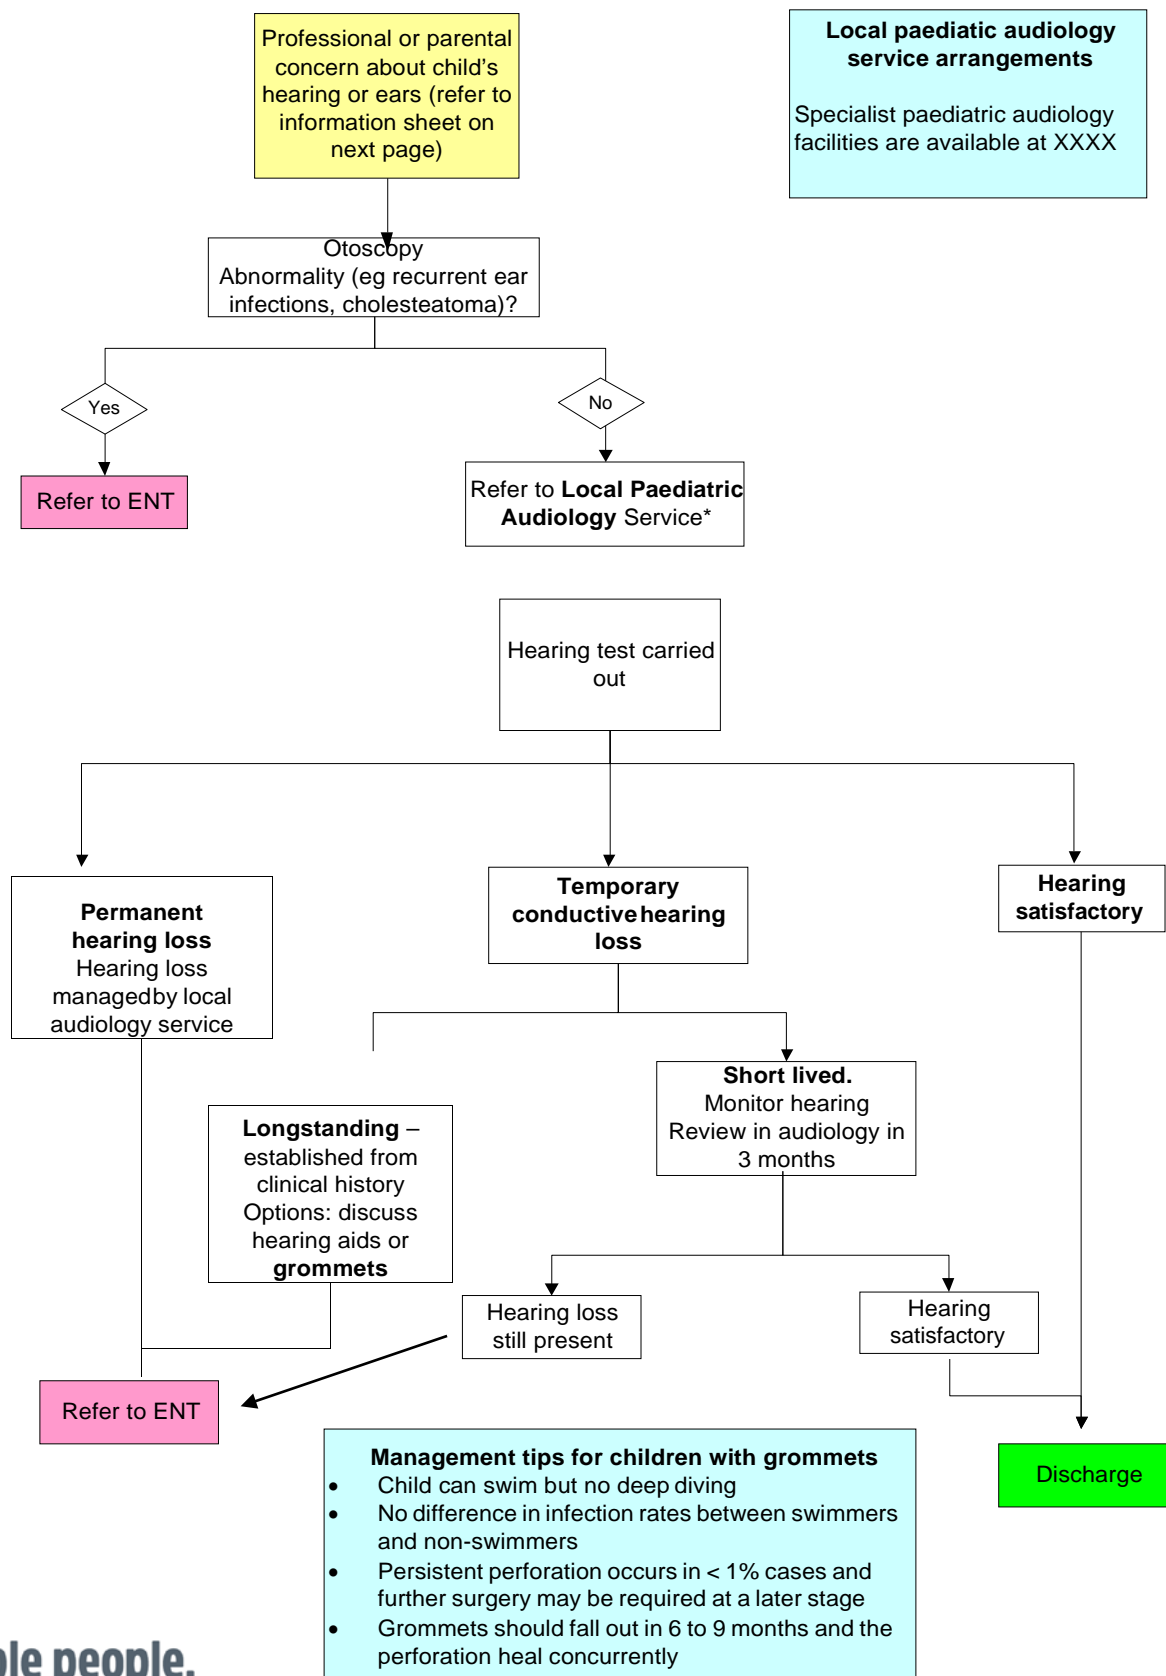 Professional or parental
concern about child's
hearing or ears (refer to
information sheet on
next page)
Local paediatic audiology
service arrangements
Specialist paediatric audiology
facilities are available at XXXX
Otoscopy
Abnormality (eg recurrent ear
infections, cholesteatoma)?
Yes
No
Refer to ENT
Refer to Local Paediatric
Audiology Service*
Hearing test carried
out
Permanent
hearing loss
Hearing loss
managedby local
audiology service
Temporary
conductive hearing
loss
Hearing
satisfactory
Longstanding –
established from
clinical history
Options: discuss
hearing aids or
grommets
Short lived.
Monitor hearing
Review in audiology in
3 months
Hearing loss
still present
Hearing
satisfactory
Refer to ENT
Discharge
Management tips for children with grommets
• Child can swim but no deep diving
• No difference in infection rates between swimmers
and non-swimmers
• Persistent perforation occurs in < 1% cases and
further surgery may be required at a later stage
• Grommets should fall out in 6 to 9 months and the
perforation heal concurrently
people.